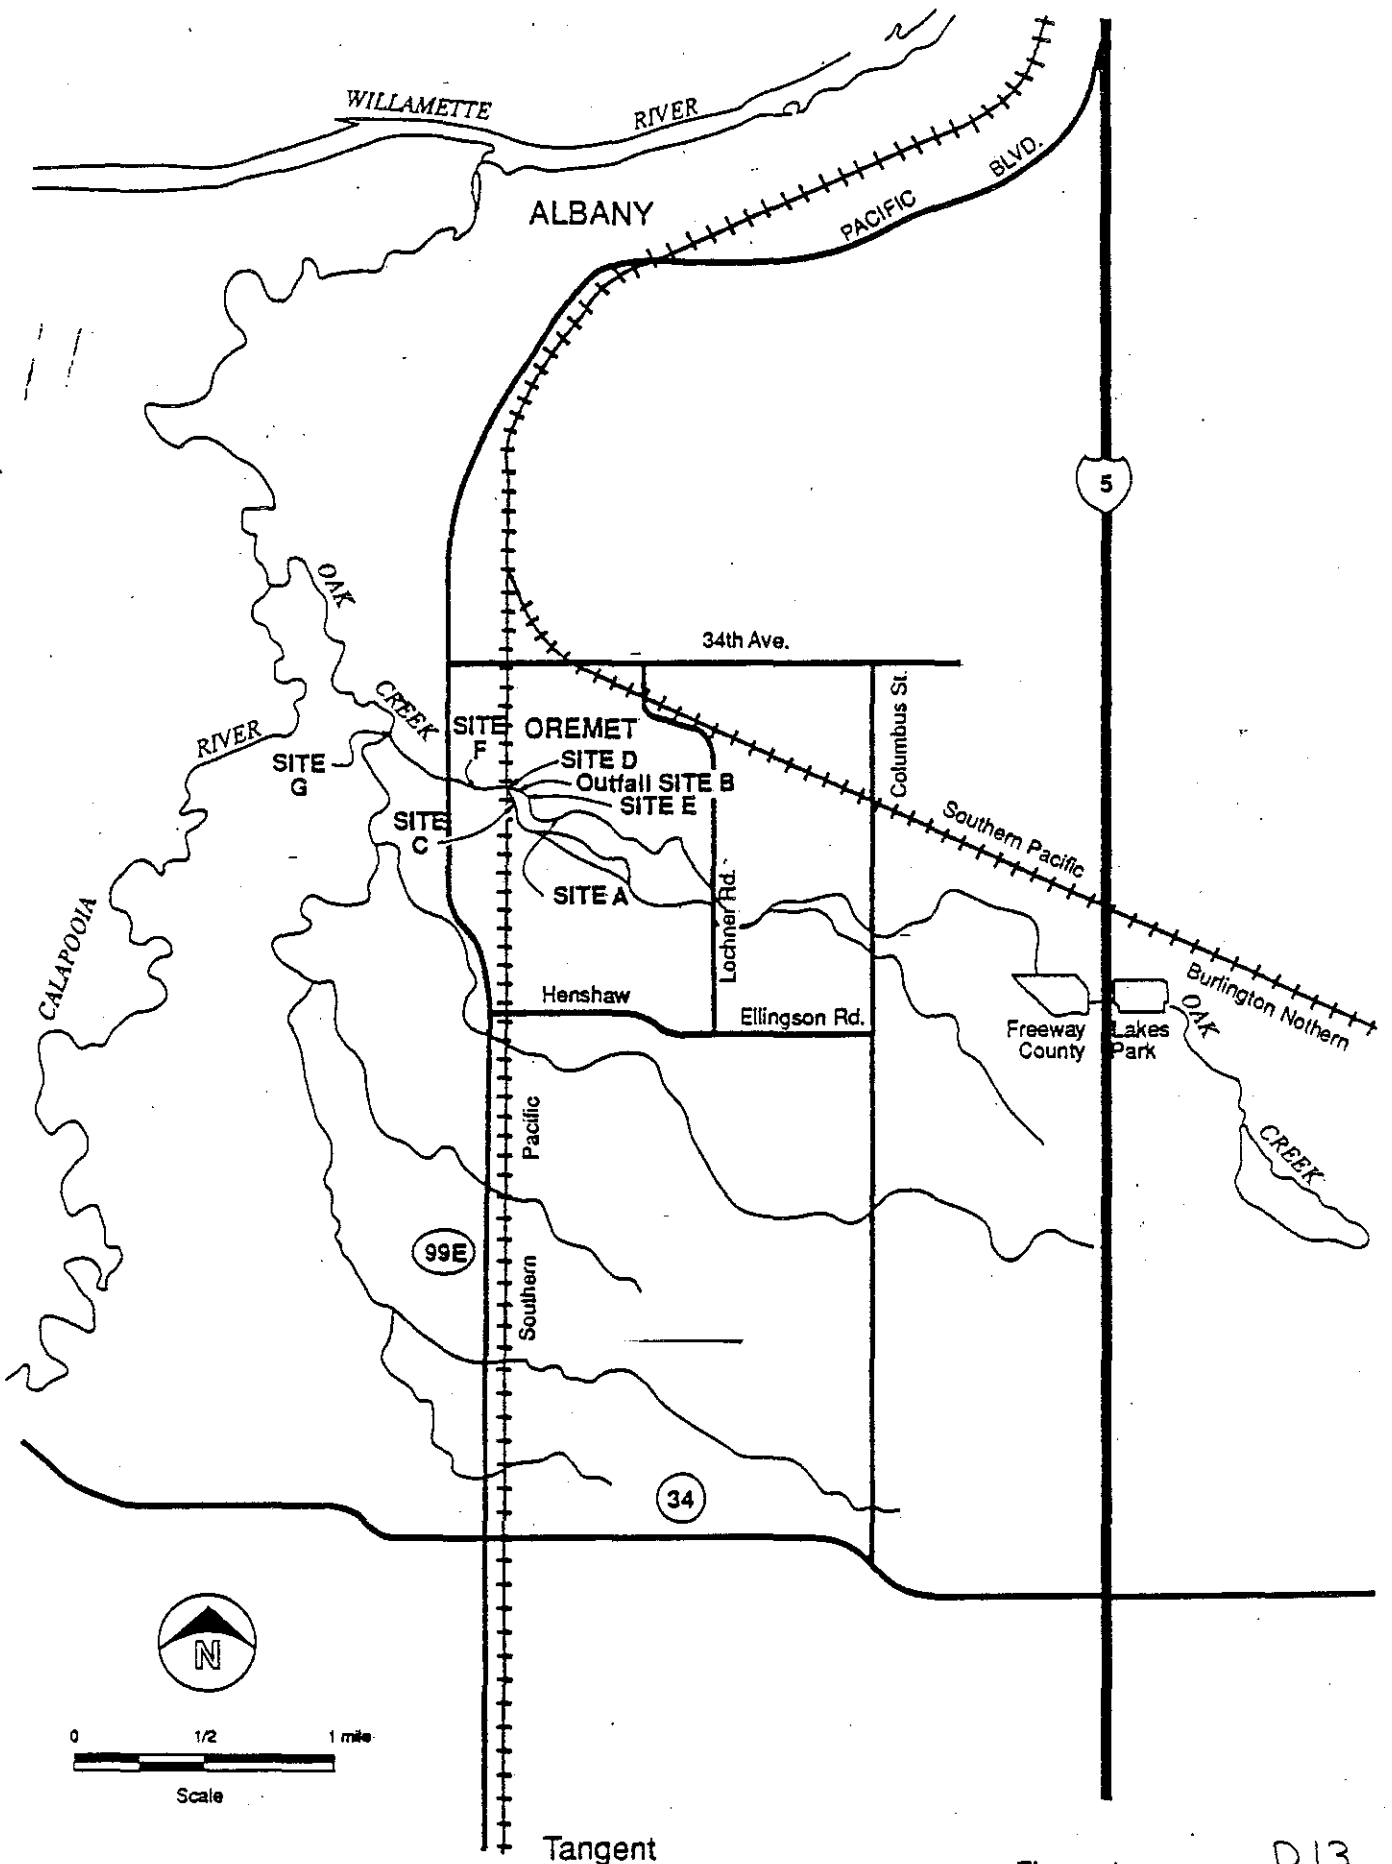 WILLAMETTE RIVER
ALBANY
PACIFIC BLVD.
5
OAK CREEK
34th Ave.
Columbus St.
SITE
F
OREMET
SITE D
Outfall SITE B
SITE E
RIVER
SITE
G
SITE
C
SITE A
Lochner Rd.
Southern Pacific
CALAPOOIA
Henshaw
Ellingson Rd.
Burlington Nothern
Freeway Lakes
County Park
OAK
CREEK
Pacific
Southern
99E
34
N
0 1/2 1 mile
Scale
Tangent
D13